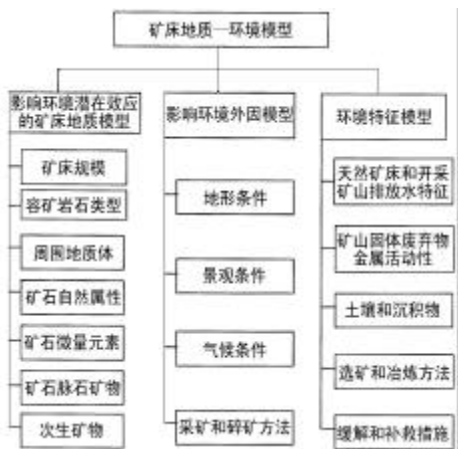 矿床地质—环境模型
影响环境潜在效应
的矿床地质模型
矿床规模
容矿岩石类型
周围地质体
矿石自然属性
矿石微量元素
矿石脉石矿物
次生矿物
影响环境外因模型
地形条件
景观条件
气候条件
采矿和碎矿方法
环境特征模型
天然矿床和开采
矿山排放水特征
矿山固体废弃物
金属活动性
土壤和沉积物
选矿和冶炼方法
缓解和补救措施